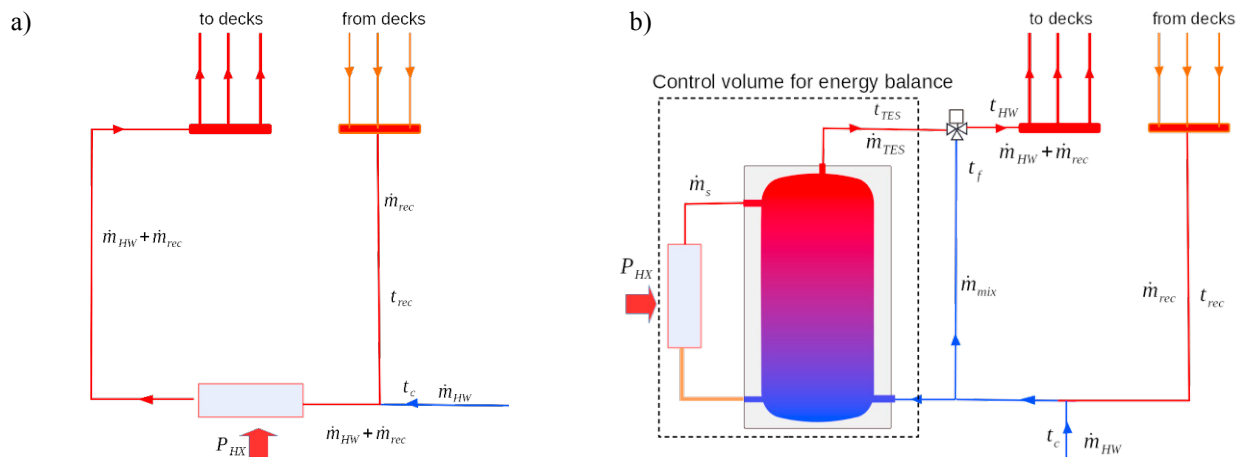 a)
to decks
from decks
ṁ_rec
ṁ_HW + ṁ_rec
t_rec
t_c
ṁ_HW
P_HX
ṁ_HW + ṁ_rec
b)
to decks
from decks
Control volume for energy balance
t_TES
t_HW
ṁ_TES
ṁ_HW + ṁ_rec
t_f
ṁ_s
P_HX
ṁ_mix
ṁ_rec
t_rec
t_c
ṁ_HW